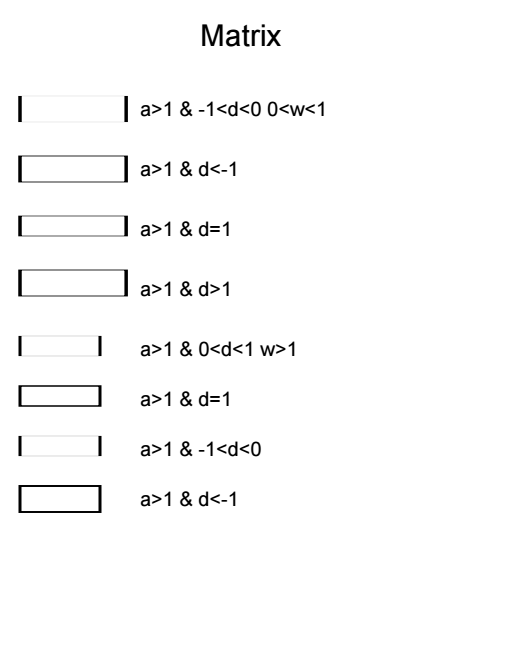 Matrix
a>1 & -1<d<0 0<w<1
a>1 & d<-1
a>1 & d=1
a>1 & d>1
a>1 & 0<d<1 w>1
a>1 & d=1
a>1 & -1<d<0
a>1 & d<-1